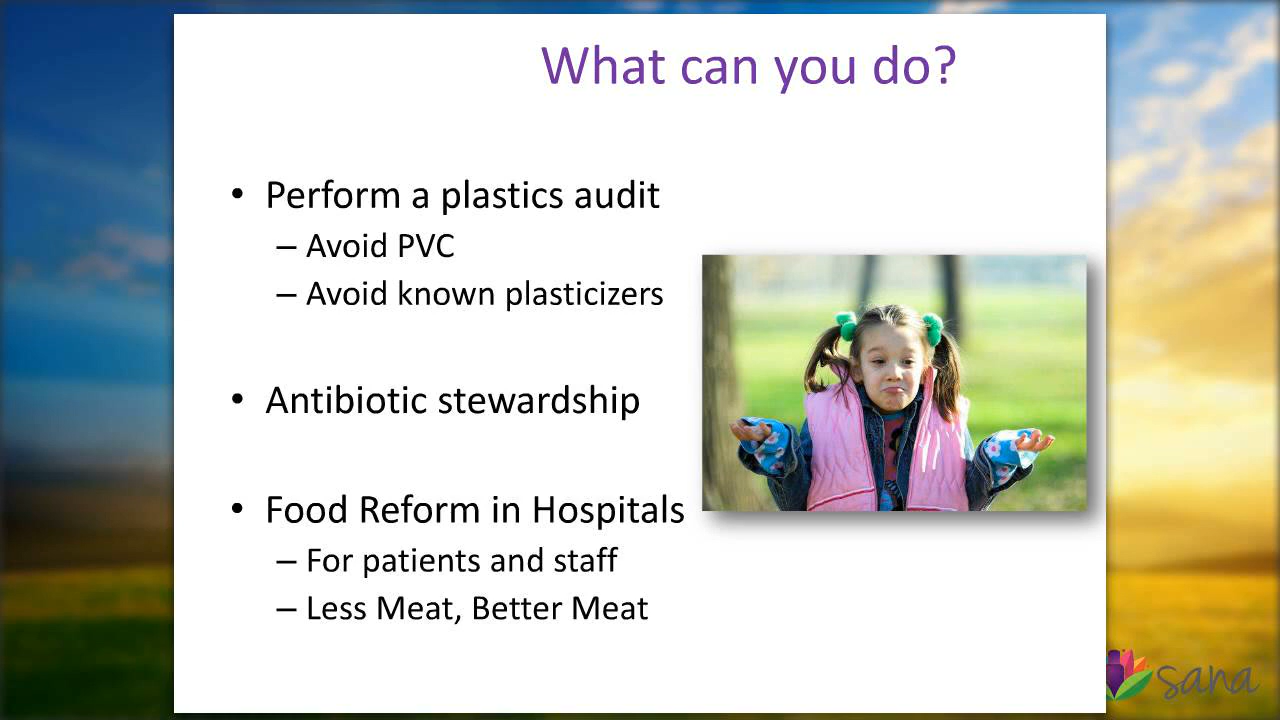 What can you do?
• Perform a plastics audit
– Avoid PVC
– Avoid known plasticizers
• Antibiotic stewardship
• Food Reform in Hospitals
– For patients and staff
– Less Meat, Better Meat
sana